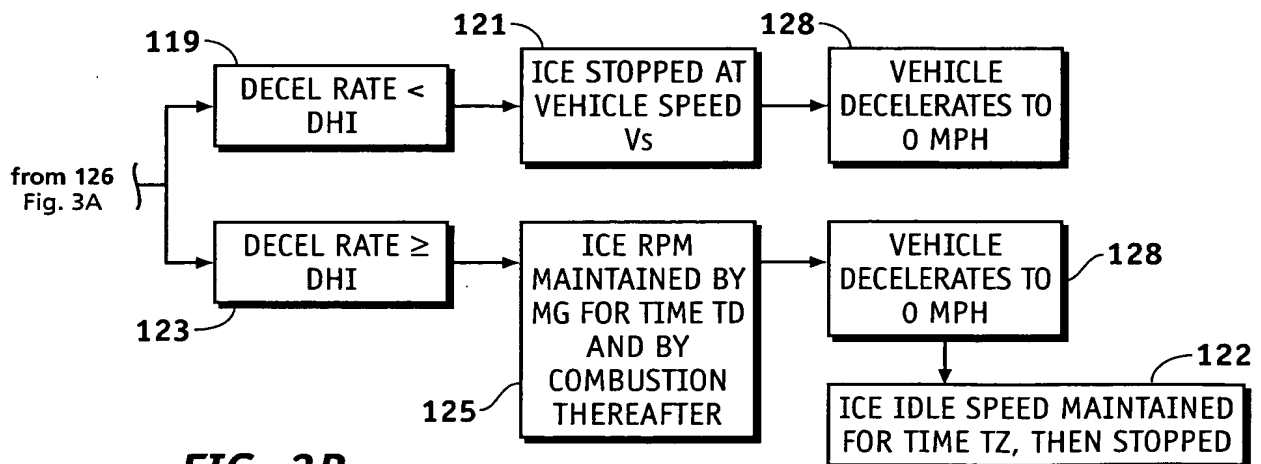 119
DECEL RATE <
DHI
121
ICE STOPPED AT
VEHICLE SPEED
Vs
128
VEHICLE
DECELERATES TO
0 MPH
from 126
Fig. 3A
DECEL RATE ≥
DHI
123
ICE RPM
MAINTAINED BY
MG FOR TIME TD
AND BY
COMBUSTION
THEREAFTER
125
VEHICLE
DECELERATES TO
0 MPH
128
122
ICE IDLE SPEED MAINTAINED
FOR TIME TZ, THEN STOPPED